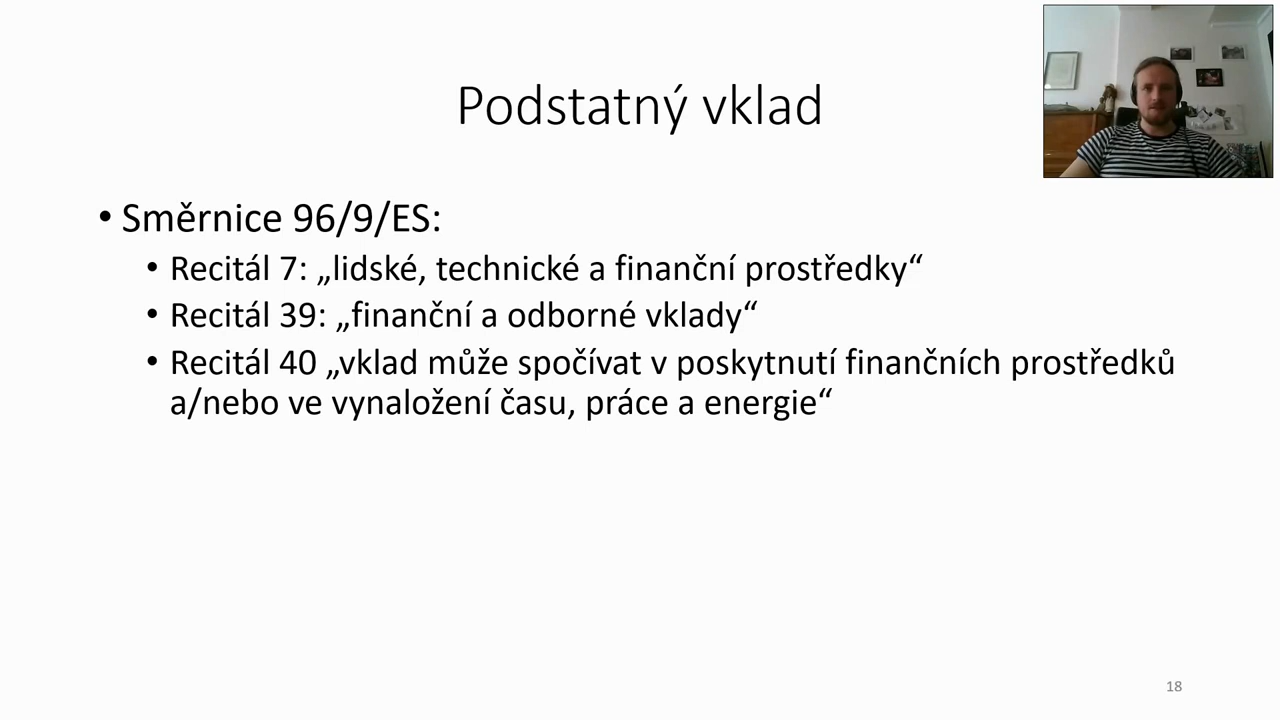 Podstatný vklad
• Směrnice 96/9/ES:
• Recitál 7: „lidské, technické a finanční prostředky“
• Recitál 39: „finanční a odborné vklady“
• Recitál 40 „vklad může spočívat v poskytnutí finančních prostředků
a/nebo ve vynaložení času, práce a energie“
18